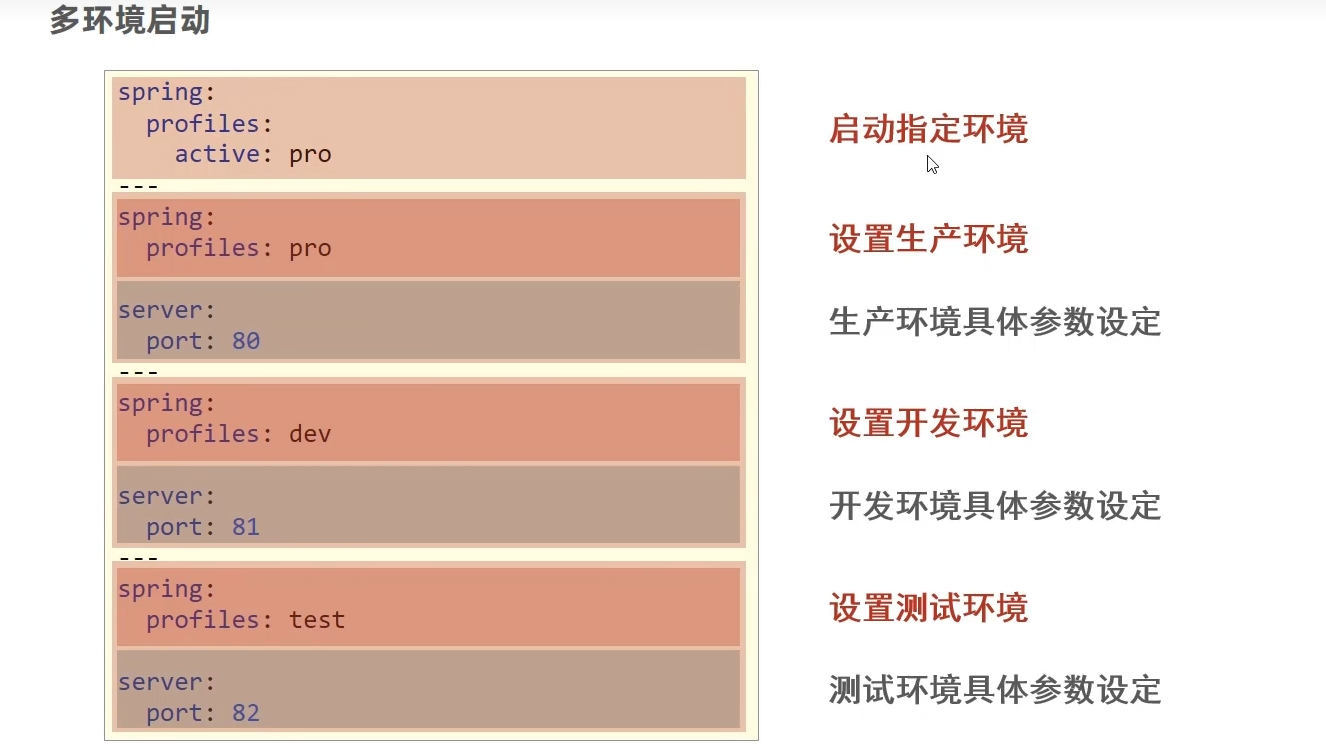 多环境启动
spring:
  profiles:
    active: pro
启动指定环境
---
spring:
  profiles: pro
设置生产环境
server:
  port: 80
生产环境具体参数设定
---
spring:
  profiles: dev
设置开发环境
server:
  port: 81
开发环境具体参数设定
---
spring:
  profiles: test
设置测试环境
server:
  port: 82
测试环境具体参数设定